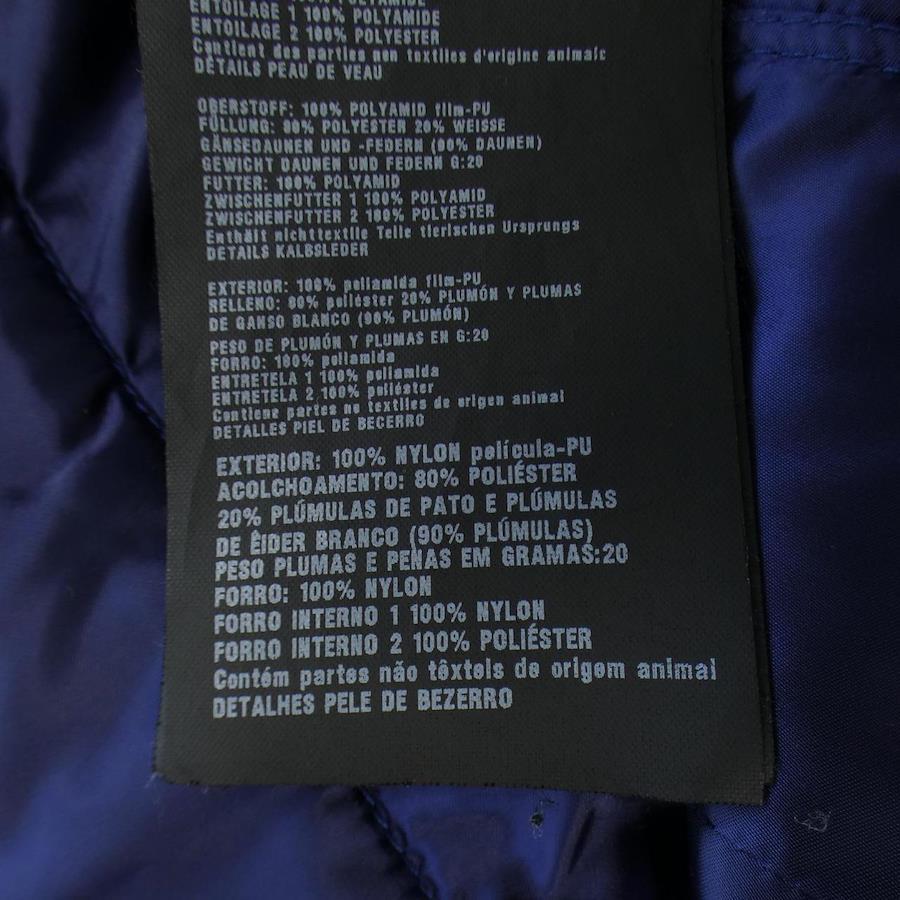 100% POLYAMIDE
ENTOILAGE 1 100% POLYAMIDE
ENTOILAGE 2 100% POLYESTER
Contient des parties non textiles d'origine animale
DÉTAILS PEAU DE VEAU
OBERSTOFF: 100% POLYAMID film-PU
FÜLLUNG: 80% POLYESTER 20% WEISSE
GÄNSEDAUNEN UND -FEDERN (90% DAUNEN)
GEWICHT DAUNEN UND FEDERN G:20
FUTTER: 100% POLYAMID
ZWISCHENFUTTER 1 100% POLYAMID
ZWISCHENFUTTER 2 100% POLYESTER
Enthält nichttextile Teile tierischen Ursprungs
DETAILS KALBSLEDER
EXTERIOR: 100% poliamida film-PU
RELLENO: 80% poliéster 20% PLUMÓN Y PLUMAS
DE GANSO BLANCO (90% PLUMÓN)
PESO DE PLUMÓN Y PLUMAS EN G:20
FORRO: 100% poliamida
ENTRETELA 1 100% poliamida
ENTRETELA 2 100% poliéster
Contiene partes no textiles de origen animal
DETALLES PIEL DE BECERRO
EXTERIOR: 100% NYLON película-PU
ACOLCHOAMENTO: 80% POLIÉSTER
20% PLÚMULAS DE PATO E PLÚMULAS
DE ÊIDER BRANCO (90% PLÚMULAS)
PESO PLUMAS E PENAS EM GRAMAS:20
FORRO: 100% NYLON
FORRO INTERNO 1 100% NYLON
FORRO INTERNO 2 100% POLIÉSTER
Contém partes não têxteis de origem animal
DETALHES PELE DE BEZERRO